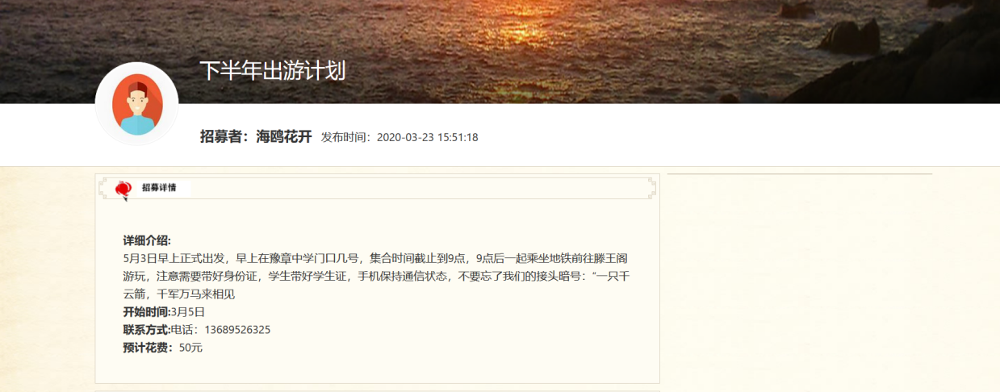 下半年出游计划
招募者：海鸥花开 发布时间：2020-03-23 15:51:18
招募详情
详细介绍:
5月3日早上正式出发，早上在豫章中学门口几号，集合时间截止到9点，9点后一起乘坐地铁前往滕王阁
游玩，注意需要带好身份证，学生带好学生证，手机保持通信状态，不要忘了我们的接头暗号：“一只千
云箭，千军万马来相见
开始时间:3月5日
联系方式:电话：13689526325
预计花费：50元